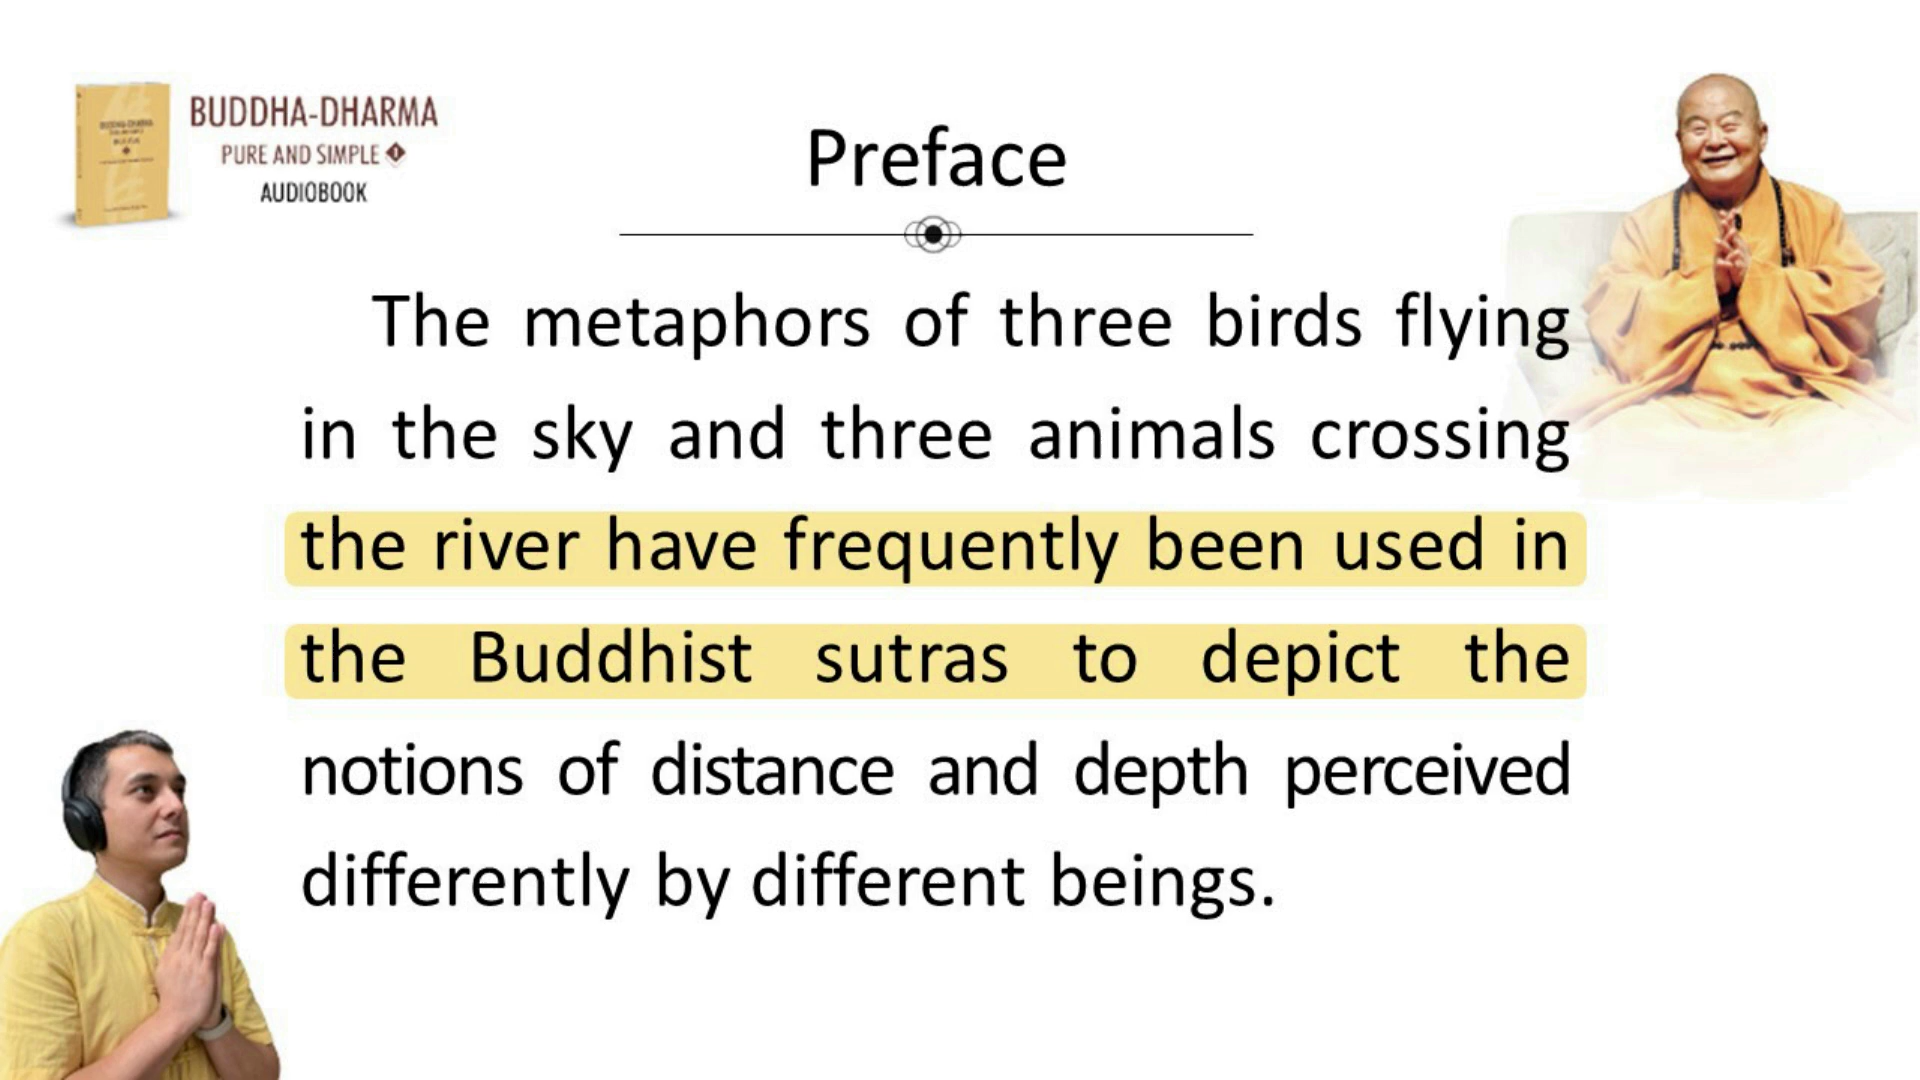 BUDDHA-DHARMA
PURE AND SIMPLE 1
AUDIOBOOK
Preface
The metaphors of three birds flying
in the sky and three animals crossing
the river have frequently been used in
the Buddhist sutras to depict the
notions of distance and depth perceived
differently by different beings.